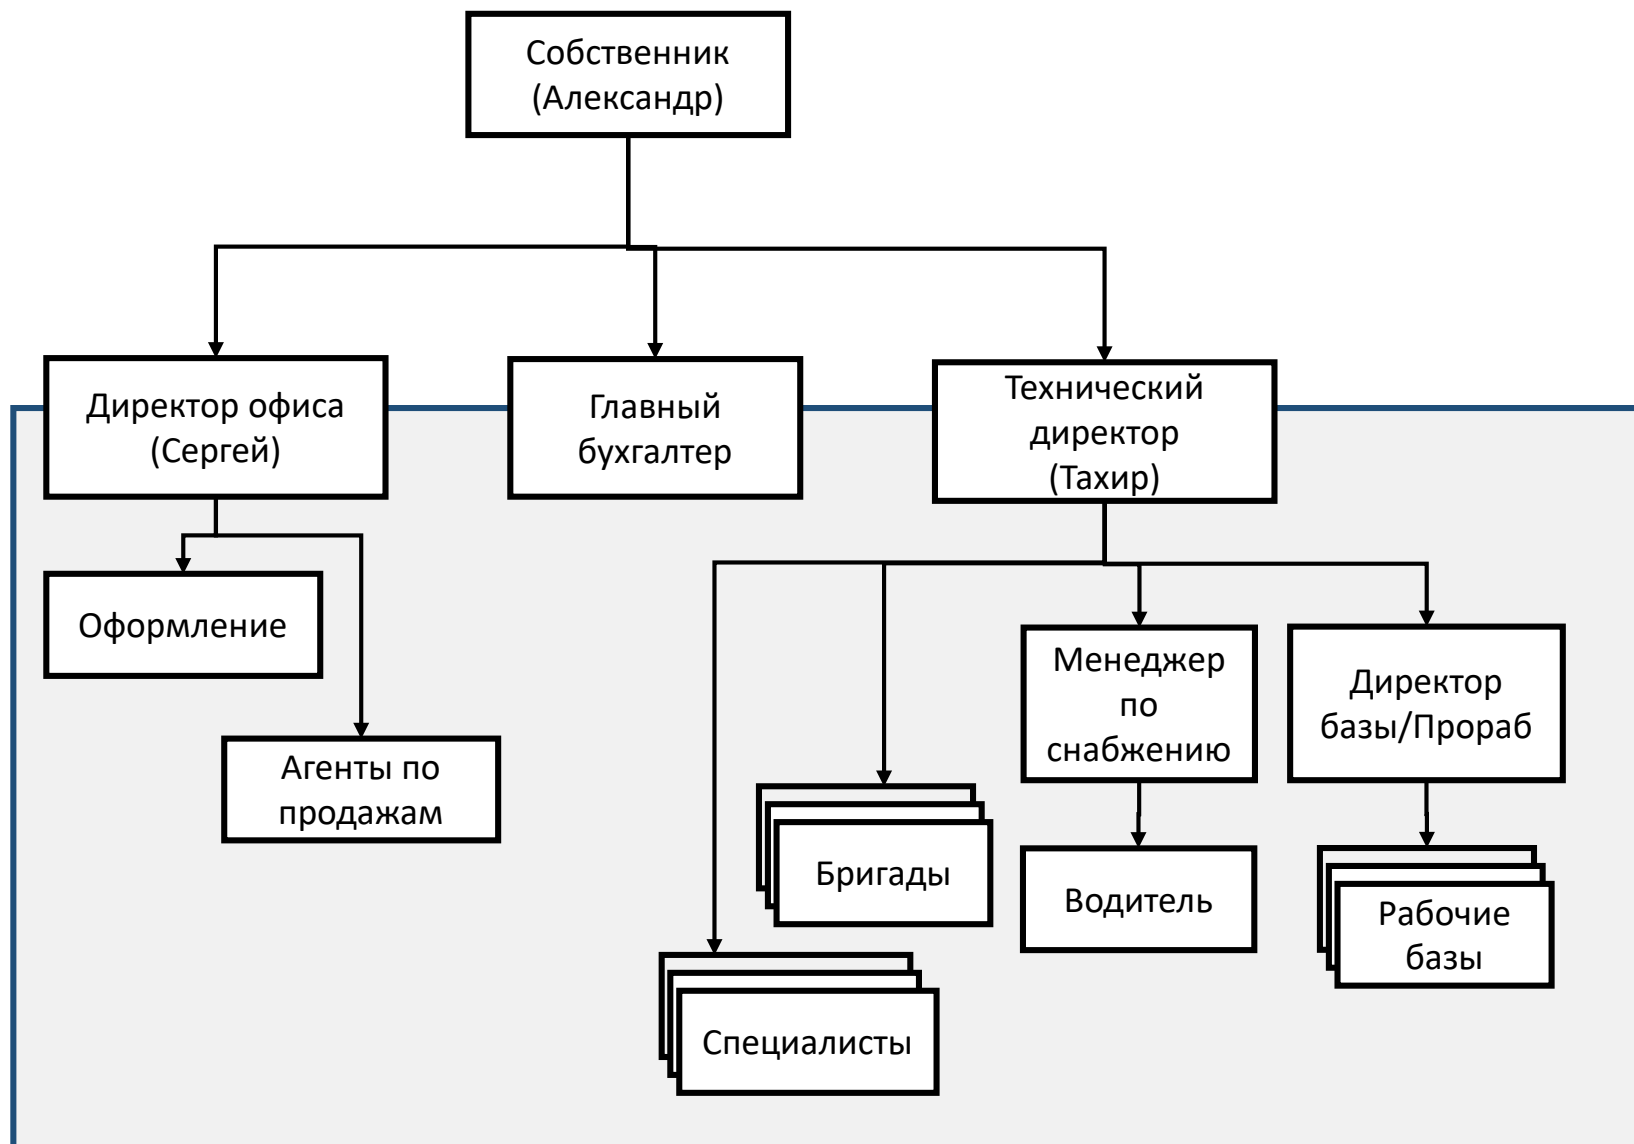 Собственник
(Александр)
Директор офиса
(Сергей)
Главный
бухгалтер
Технический
директор
(Тахир)
Оформление
Агенты по
продажам
Менеджер
по
снабжению
Директор
базы/Прораб
Бригады
Водитель
Рабочие
базы
Специалисты